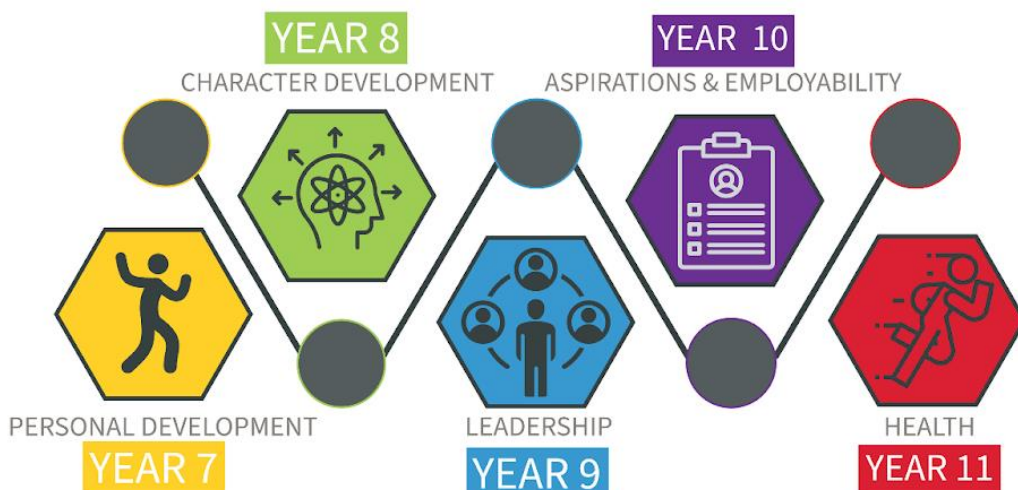 YEAR 7
PERSONAL DEVELOPMENT
YEAR 8
CHARACTER DEVELOPMENT
YEAR 9
LEADERSHIP
YEAR 10
ASPIRATIONS & EMPLOYABILITY
YEAR 11
HEALTH